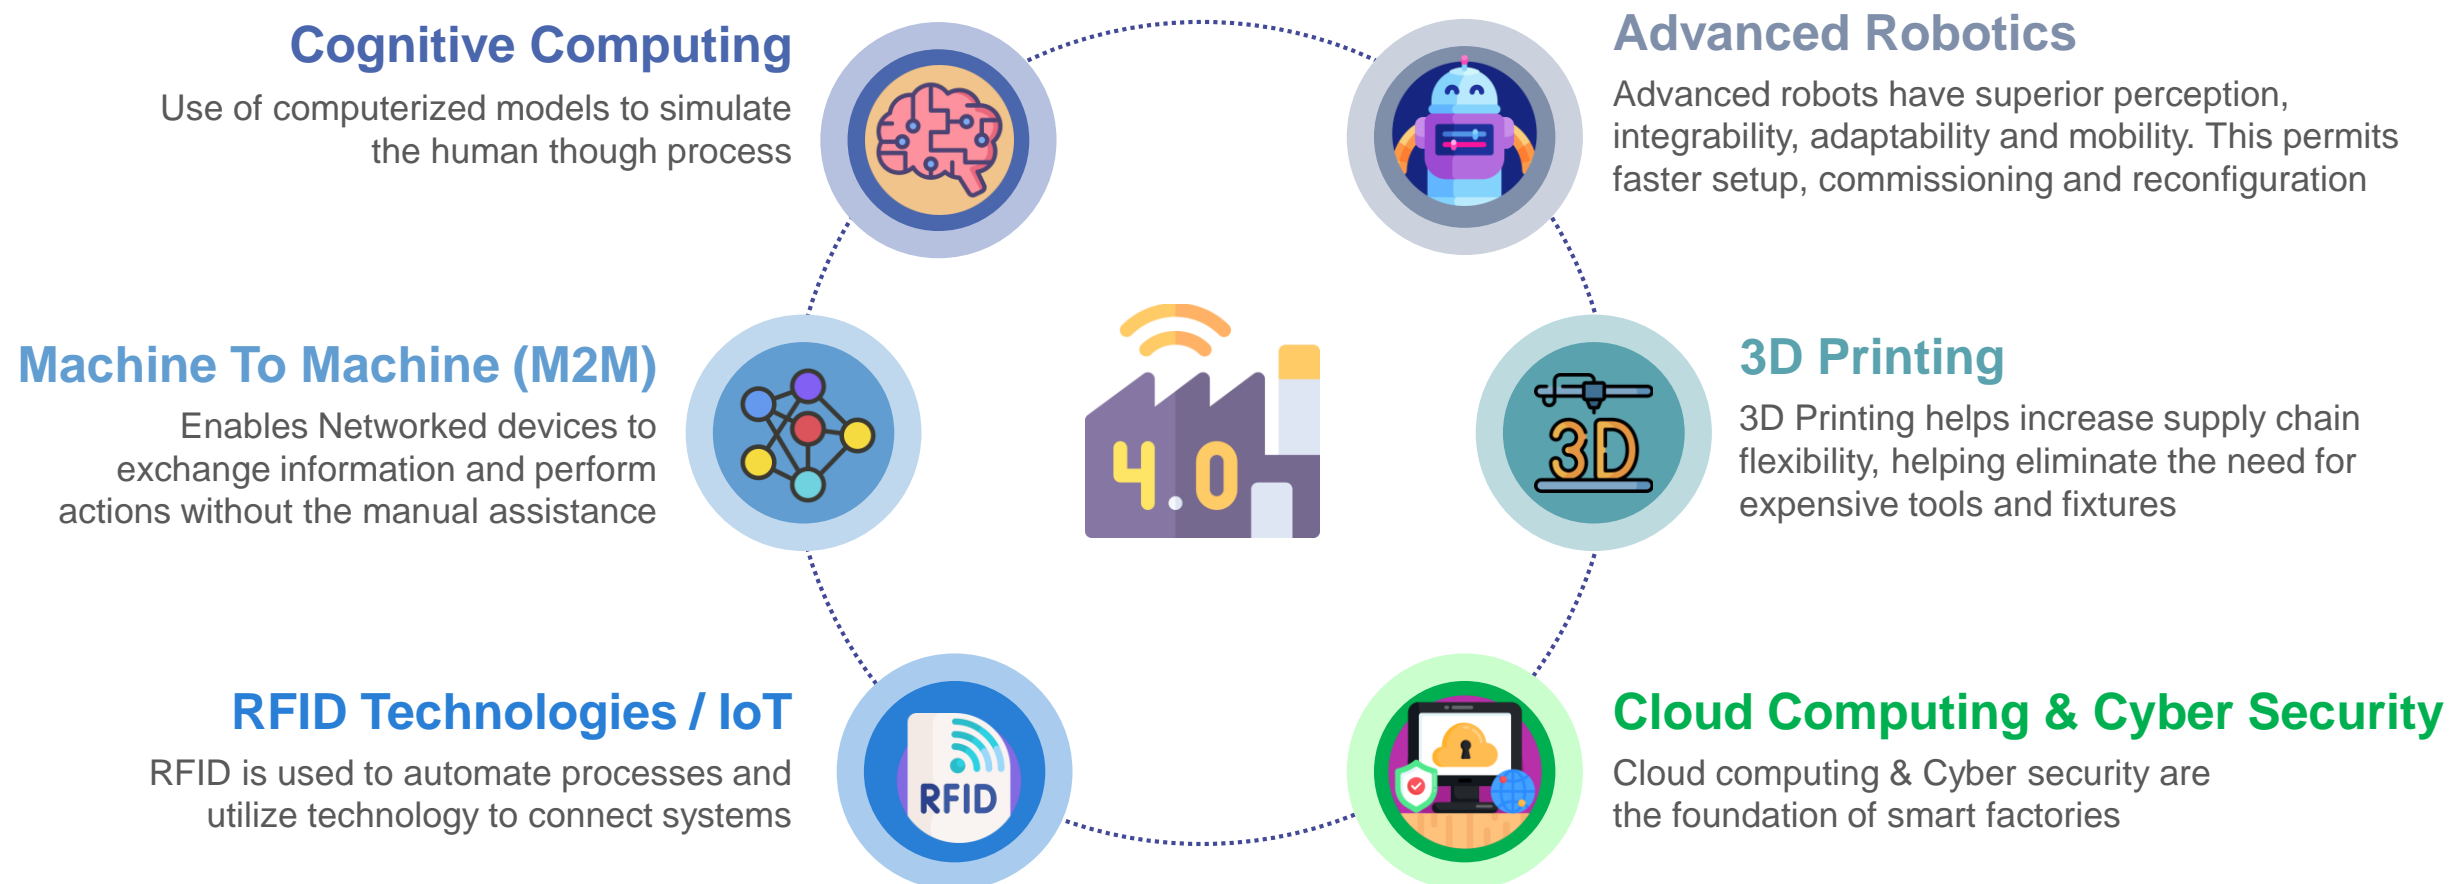 Cognitive Computing
Use of computerized models to simulate
the human though process
Advanced Robotics
Advanced robots have superior perception,
integrability, adaptability and mobility. This permits
faster setup, commissioning and reconfiguration
Machine To Machine (M2M)
Enables Networked devices to
exchange information and perform
actions without the manual assistance
4.0
3D
3D Printing
3D Printing helps increase supply chain
flexibility, helping eliminate the need for
expensive tools and fixtures
RFID Technologies / IoT
RFID is used to automate processes and
utilize technology to connect systems
RFID
Cloud Computing & Cyber Security
Cloud computing & Cyber security are
the foundation of smart factories